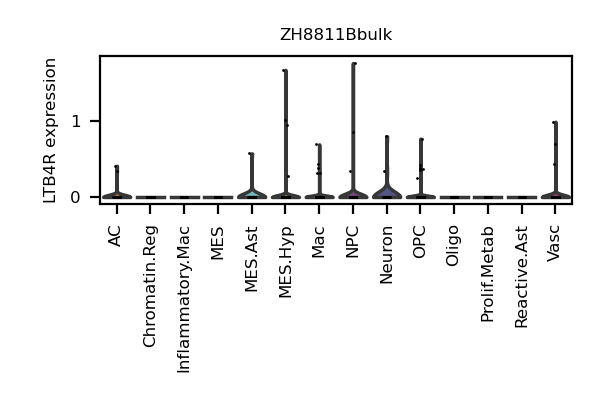 ZH8811Bbulk
LTB4R expression
1
0
AC
Chromatin.Reg
Inflammatory.Mac
MES
MES.Ast
MES.Hyp
Mac
NPC
Neuron
OPC
Oligo
Prolif.Metab
Reactive.Ast
Vasc